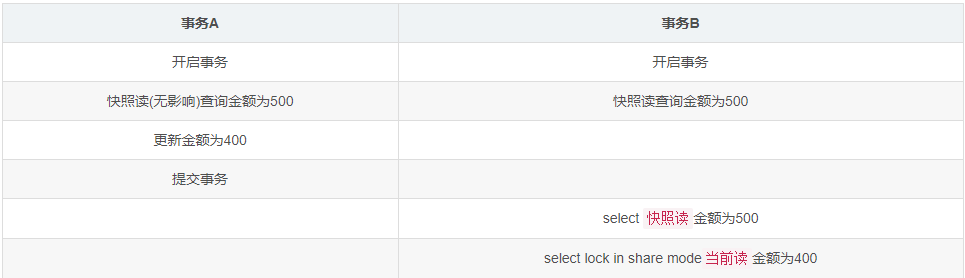 事务A 事务B
开启事务 开启事务
快照读(无影响)查询金额为500 快照读查询金额为500
更新金额为400
提交事务
select 快照读 金额为500
select lock in share mode 当前读 金额为400